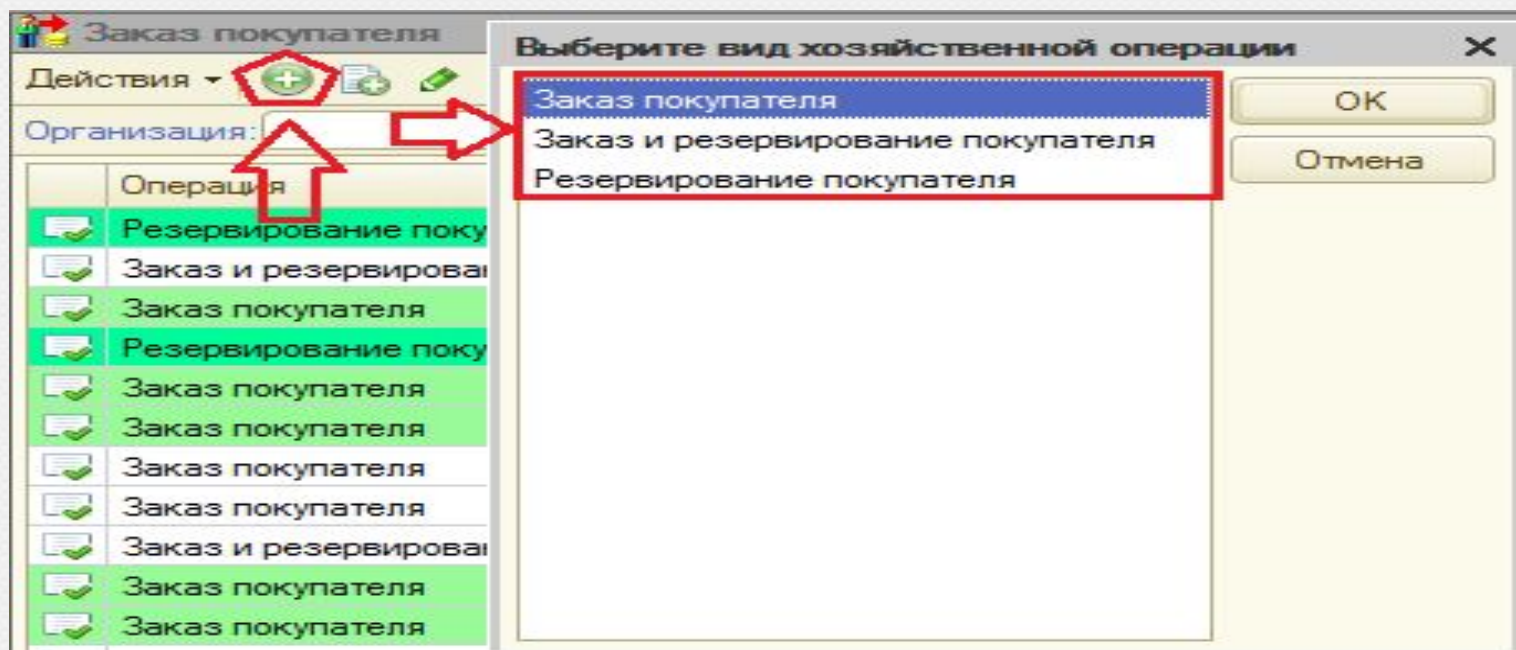 Заказ покупателя
Действия
Организация:
Операция
Резервирование поку
Заказ и резервирован
Заказ покупателя
Резервирование поку
Заказ покупателя
Заказ покупателя
Заказ покупателя
Заказ покупателя
Заказ и резервирован
Заказ покупателя
Заказ покупателя
Выберите вид хозяйственной операции
Заказ покупателя
Заказ и резервирование покупателя
Резервирование покупателя
OK
Отмена